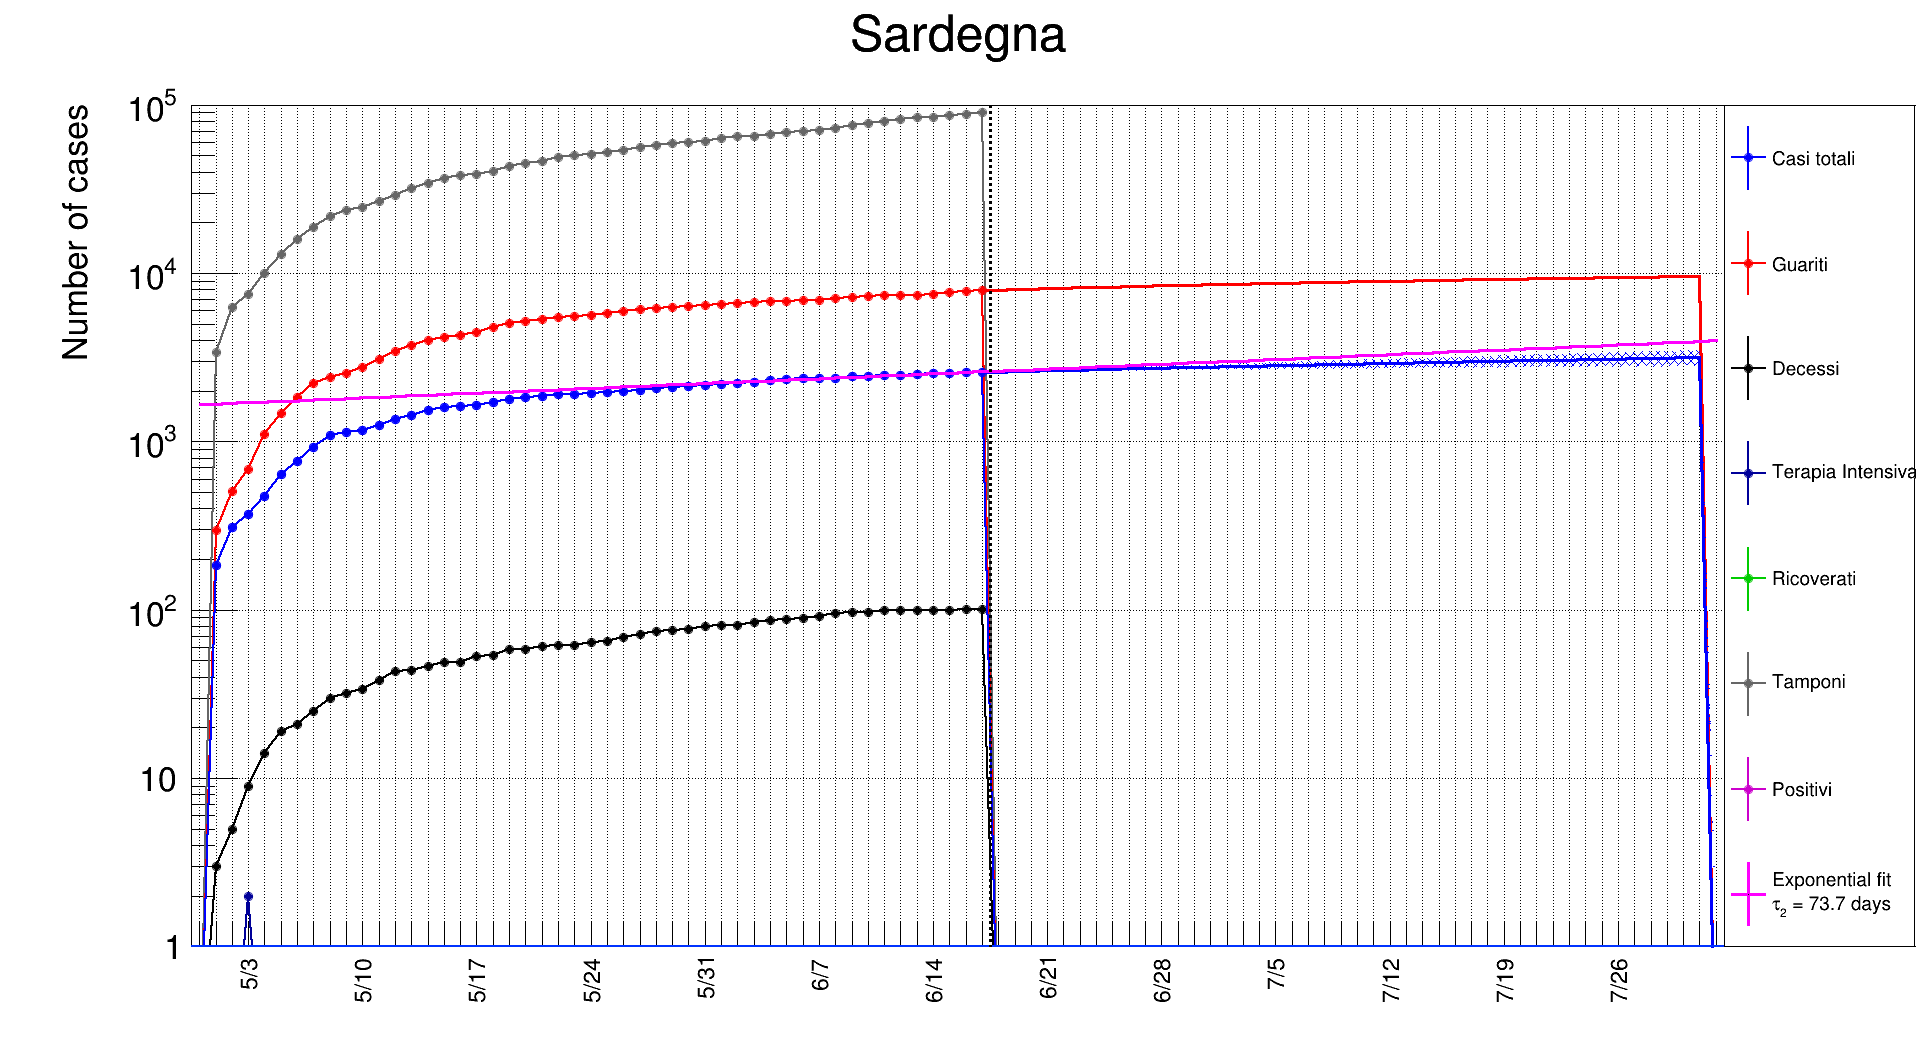 Sardegna
Number of cases
10^5
10^4
10^3
10^2
10
1
5/3
5/10
5/17
5/24
5/31
6/7
6/14
6/21
6/28
7/5
7/12
7/19
7/26
Casi totali
Guariti
Decessi
Terapia Intensiva
Ricoverati
Tamponi
Positivi
Exponential fit
τ₂ = 73.7 days